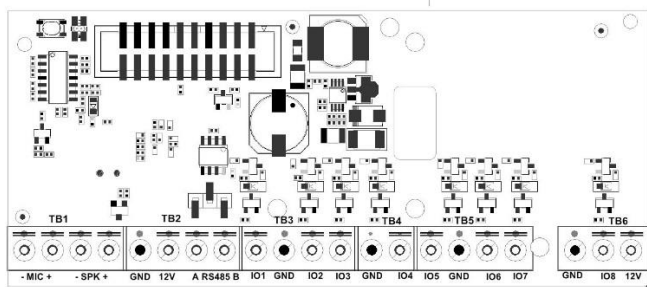 TB1 TB2 TB3 TB4 TB5 TB6
- MIC + - SPK + GND 12V A RS485 B IO1 GND IO2 IO3 GND IO4 IO5 GND IO6 IO7 GND IO8 12V